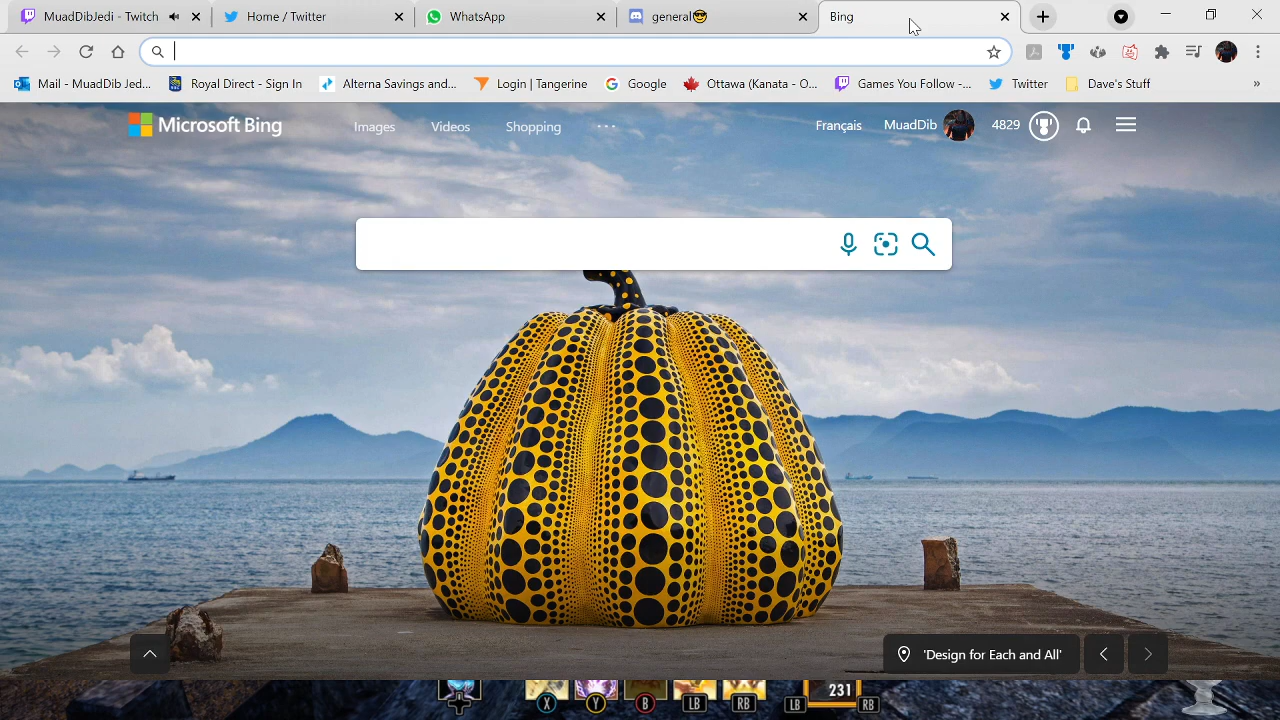 MuadDibJedi - Twitch
Home / Twitter
WhatsApp
general😎
Bing
Mail - MuadDib Jed...
Royal Direct - Sign In
Alterna Savings and...
Login | Tangerine
Google
Ottawa (Kanata - O...
Games You Follow -...
Twitter
Dave's Stuff
»
Microsoft Bing
Images
Videos
Shopping
...
Français
MuadDib
4829
'Design for Each and All'
X
Y
B
LB
RB
LB
231
RB